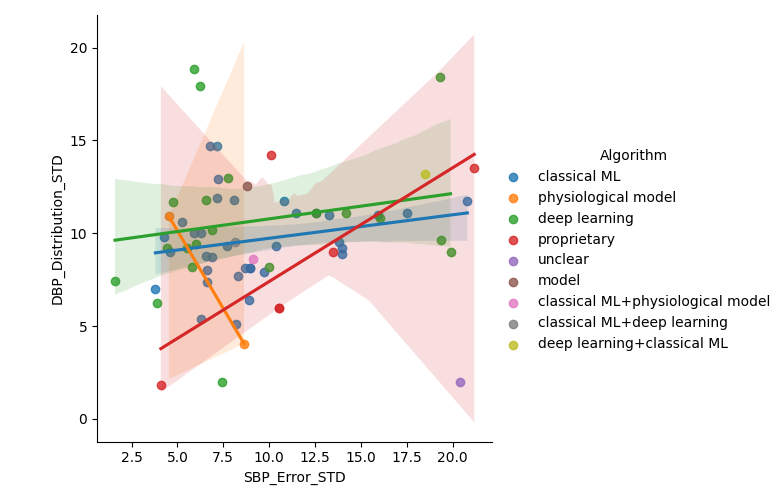 Algorithm
classical ML
physiological model
deep learning
proprietary
unclear
model
classical ML+physiological model
classical ML+deep learning
deep learning+classical ML
DBP_Distribution_STD
20
15
10
5
0
2.5 5.0 7.5 10.0 12.5 15.0 17.5 20.0
SBP_Error_STD